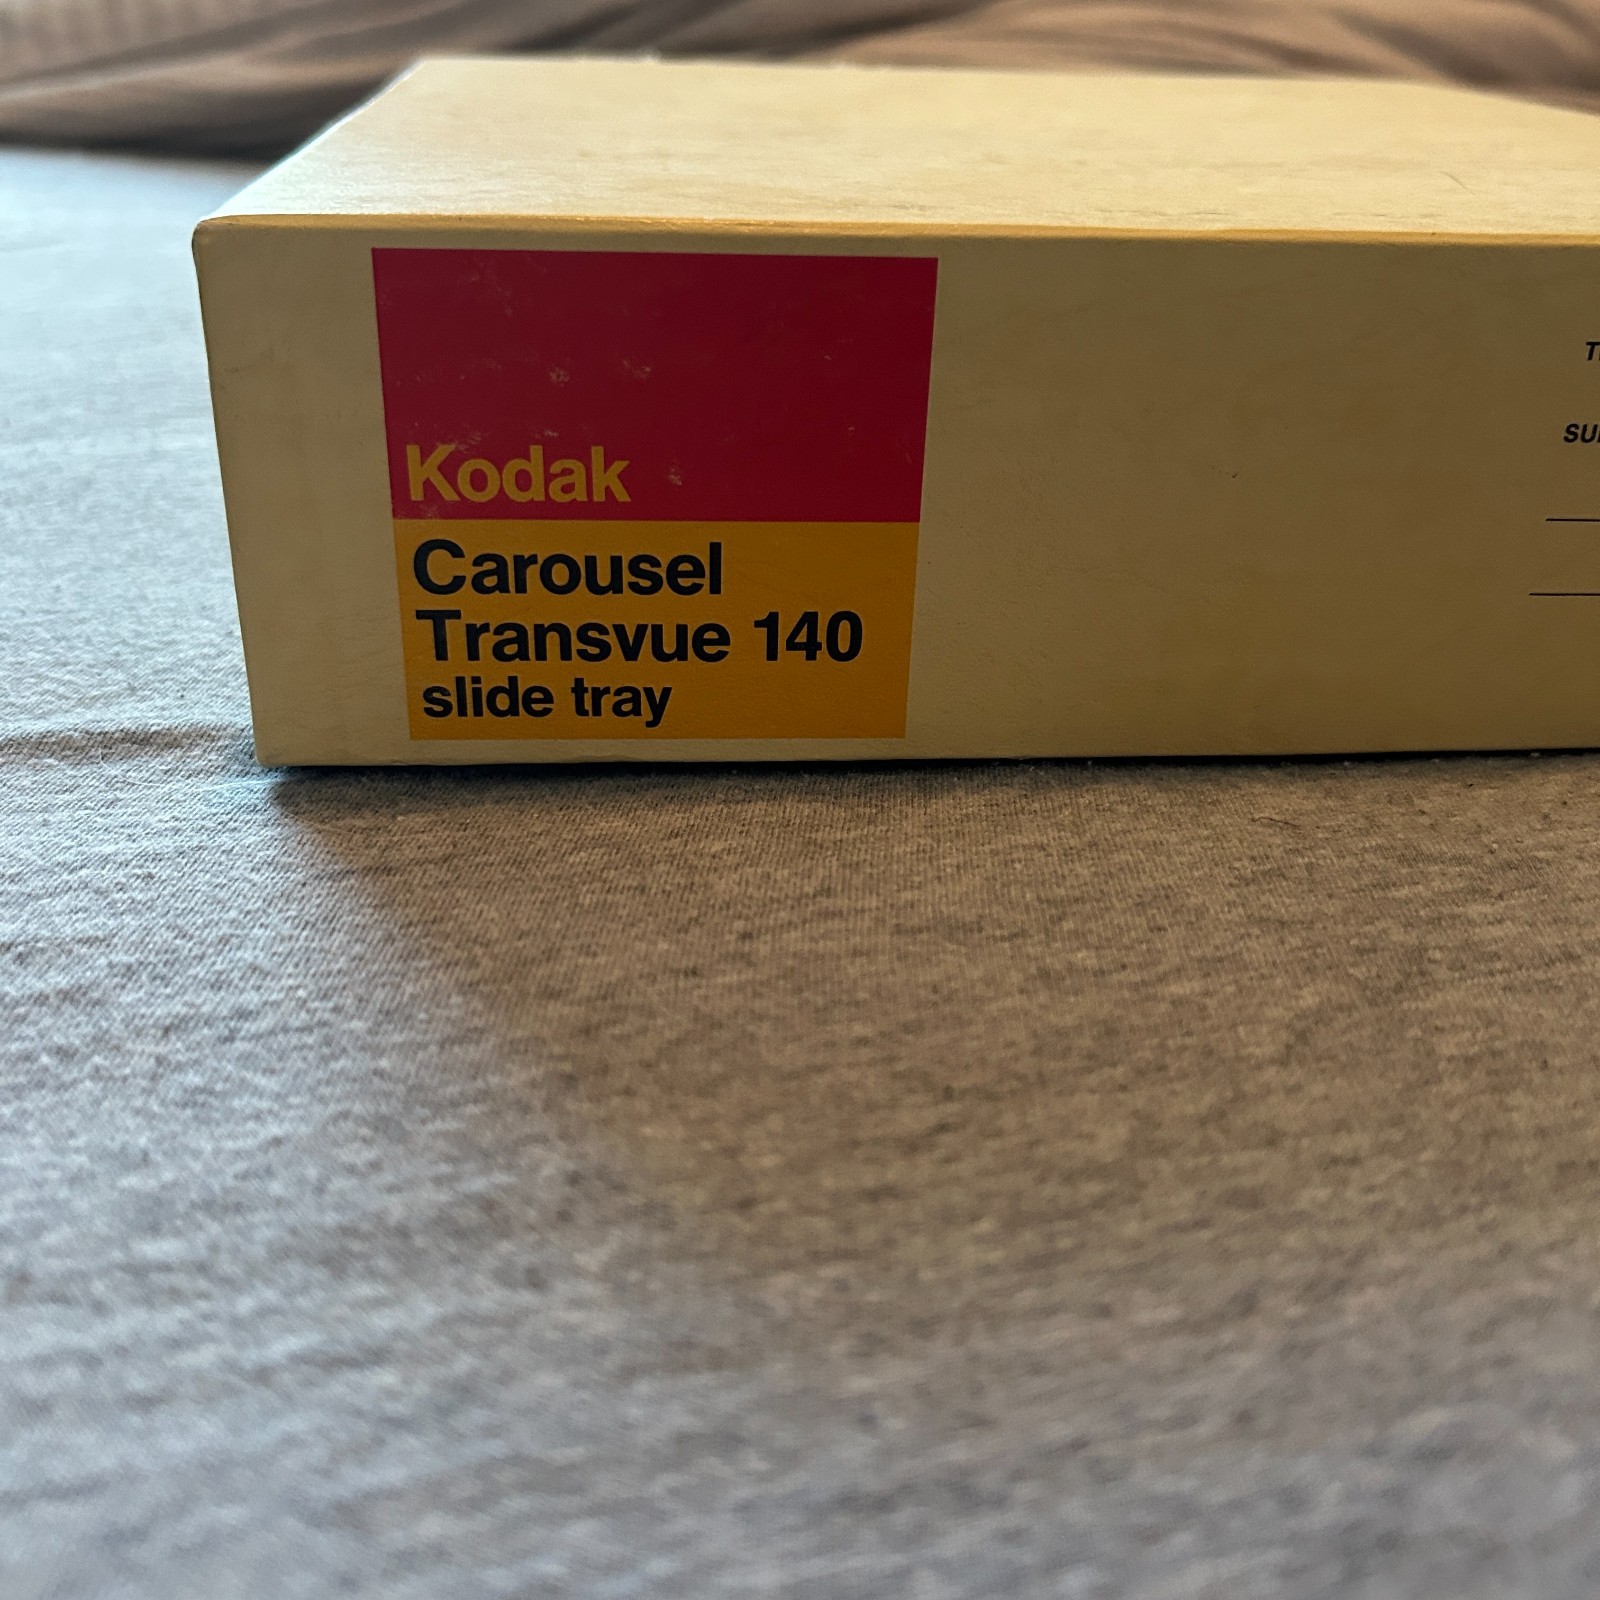 Kodak
Carousel
Transvue 140
slide tray